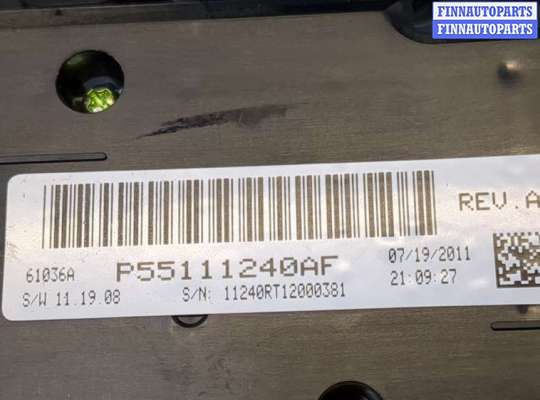 FINNAUTOPARTS
FINNAUTOPARTS
REV.A
61036A
P55111240AF
07/19/2011
S/W 11.19.08
S/N: 11240RT12000381
21:09:27